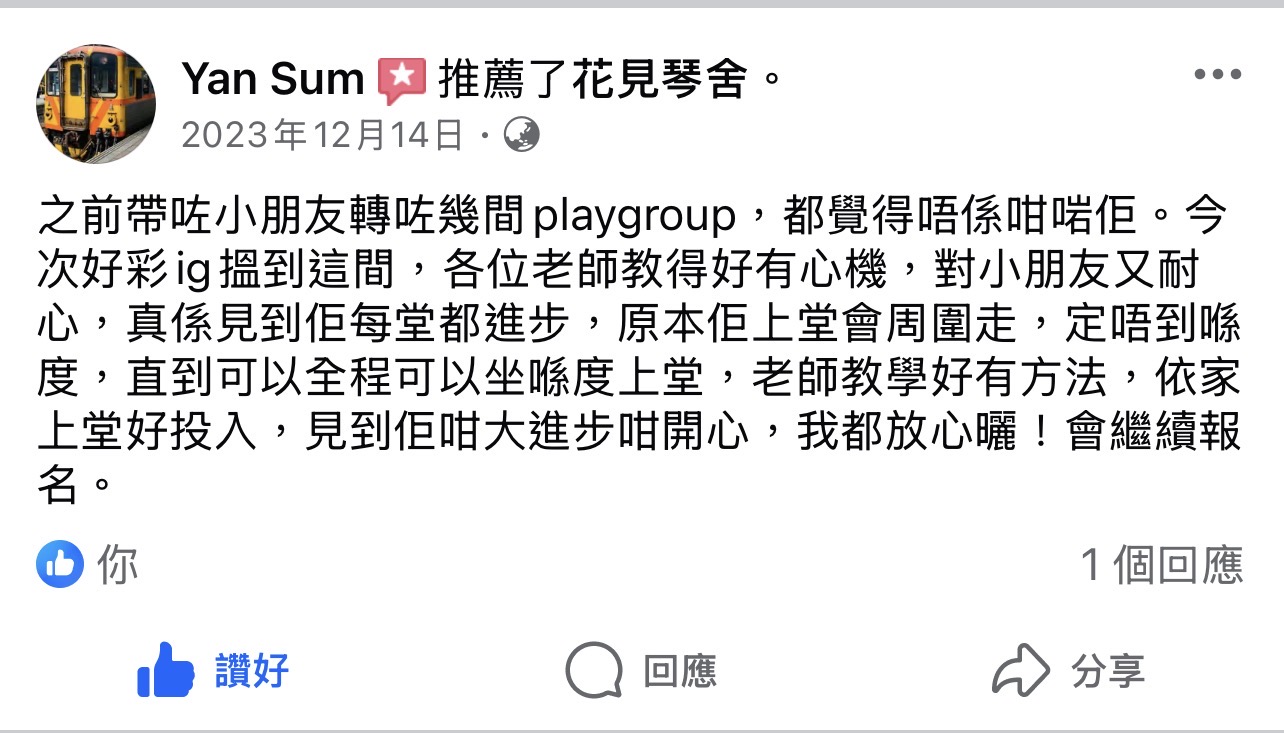 Yan Sum 推薦了花見琴舍。
2023年12月14日 ·
之前帶咗小朋友轉咗幾間playgroup，都覺得唔係咁啱佢。今
次好彩ig搵到這間，各位老師教得好有心機，對小朋友又耐
心，真係見到佢每堂都進步，原本佢上堂會周圍走，定唔到喺
度，直到可以全程可以坐喺度上堂，老師教學好有方法，依家
上堂好投入，見到佢咁大進步咁開心，我都放心曬！會繼續報
名。
你
1 個回應
讚好
回應
分享